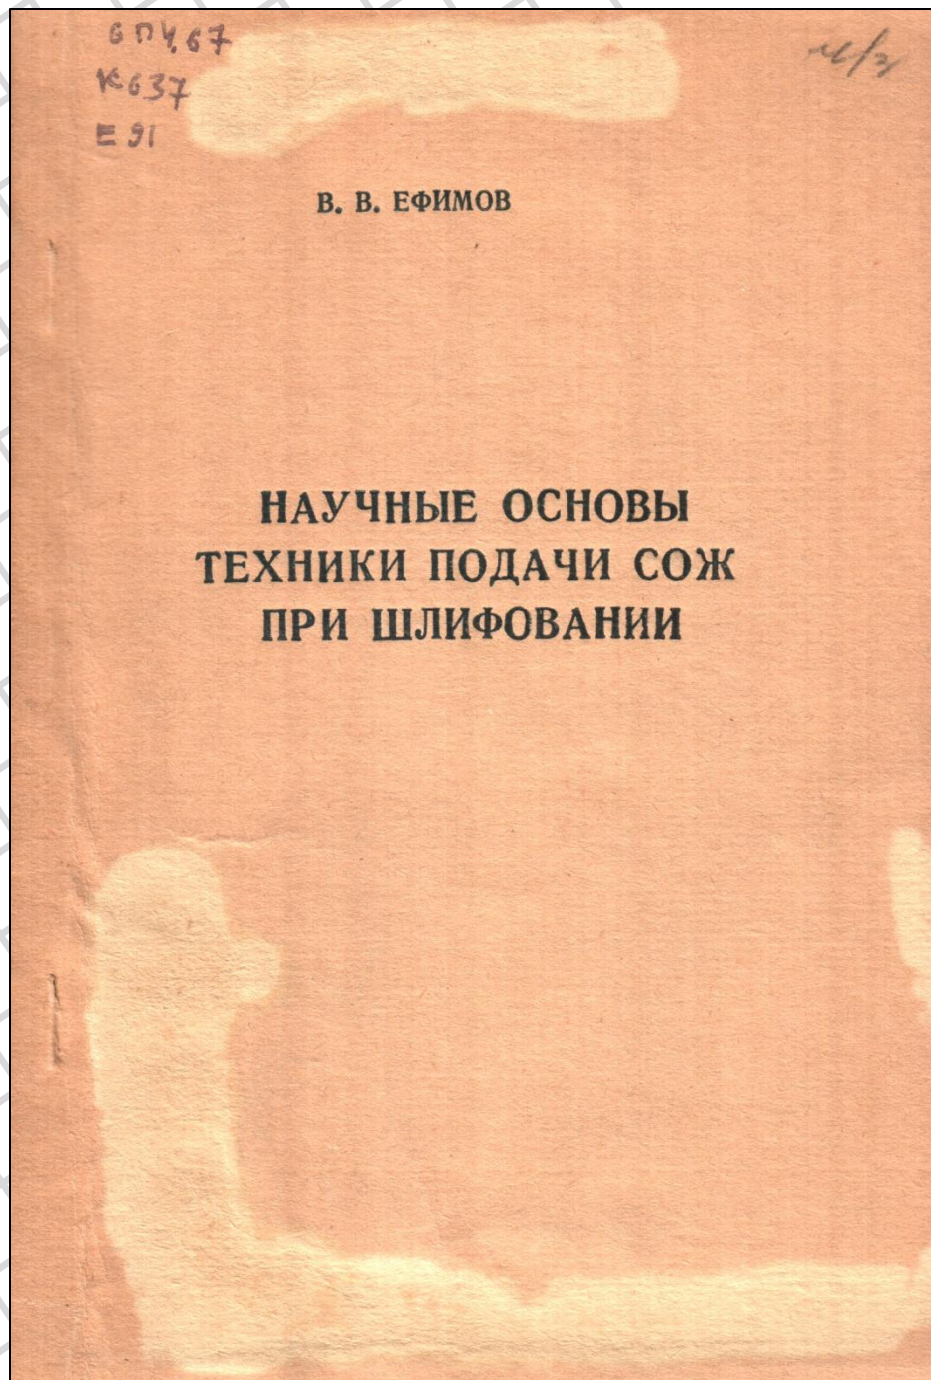 6П4.67
К637
Е91
ч/з
В. В. ЕФИМОВ
НАУЧНЫЕ ОСНОВЫ
ТЕХНИКИ ПОДАЧИ СОЖ
ПРИ ШЛИФОВАНИИ